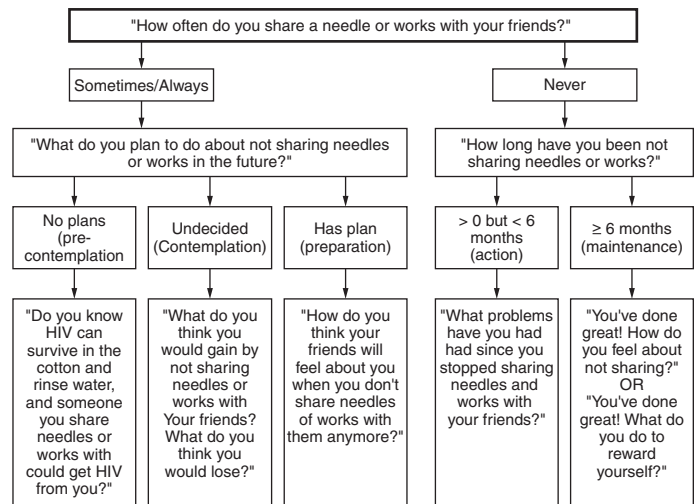 "How often do you share a needle or works with your friends?"
Sometimes/Always
Never
"What do you plan to do about not sharing needles
or works in the future?"
"How long have you been not
sharing needles or works?"
No plans
(pre-
contemplation
Undecided
(Contemplation)
Has plan
(preparation)
> 0 but < 6
months
(action)
≥ 6 months
(maintenance)
"Do you know
HIV can
survive in the
cotton and
rinse water,
and someone
you share
needles or
works with
could get HIV
from you?"
"What do you
think you
would gain by
not sharing
needles or
works with
Your friends?
What do you
think you
would lose?"
"How do you
think your
friends will
feel about you
when you don't
share needles
of works with
them anymore?"
"What problems
have you had
had since you
stopped sharing
needles and
works with
your friends?"
"You've done
great! How do
you feel about
not sharing?"
OR
"You've done
great! What do
you do to
reward
yourself?"